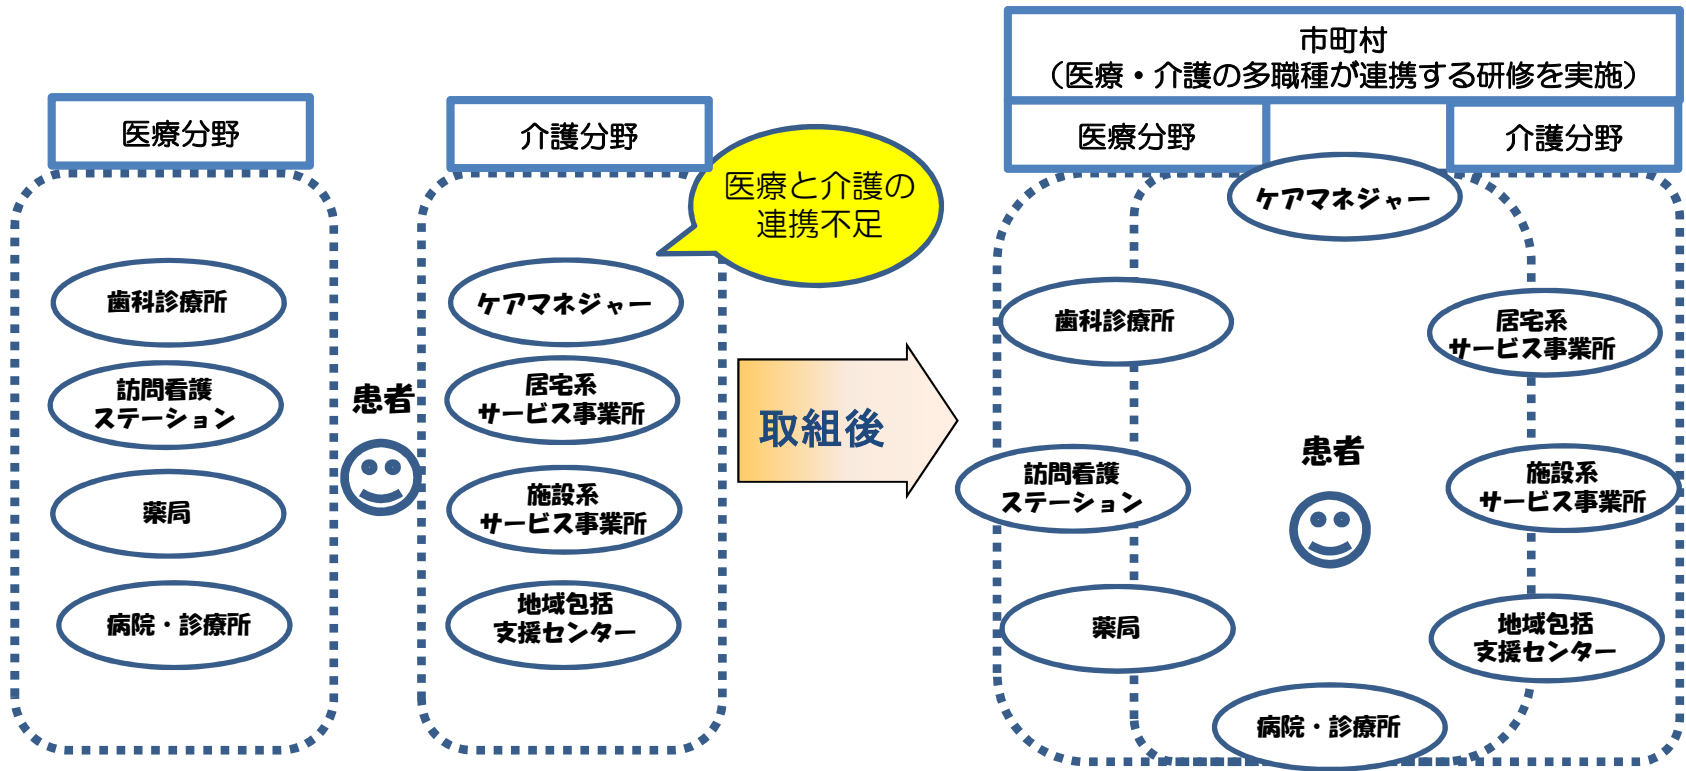 医療分野
歯科診療所
訪問看護
ステーション
薬局
病院・診療所
患者
介護分野
医療と介護の
連携不足
ケアマネジャー
居宅系
サービス事業所
施設系
サービス事業所
地域包括
支援センター
取組後
市町村
（医療・介護の多職種が連携する研修を実施）
医療分野
介護分野
ケアマネジャー
歯科診療所
居宅系
サービス事業所
訪問看護
ステーション
患者
施設系
サービス事業所
薬局
地域包括
支援センター
病院・診療所